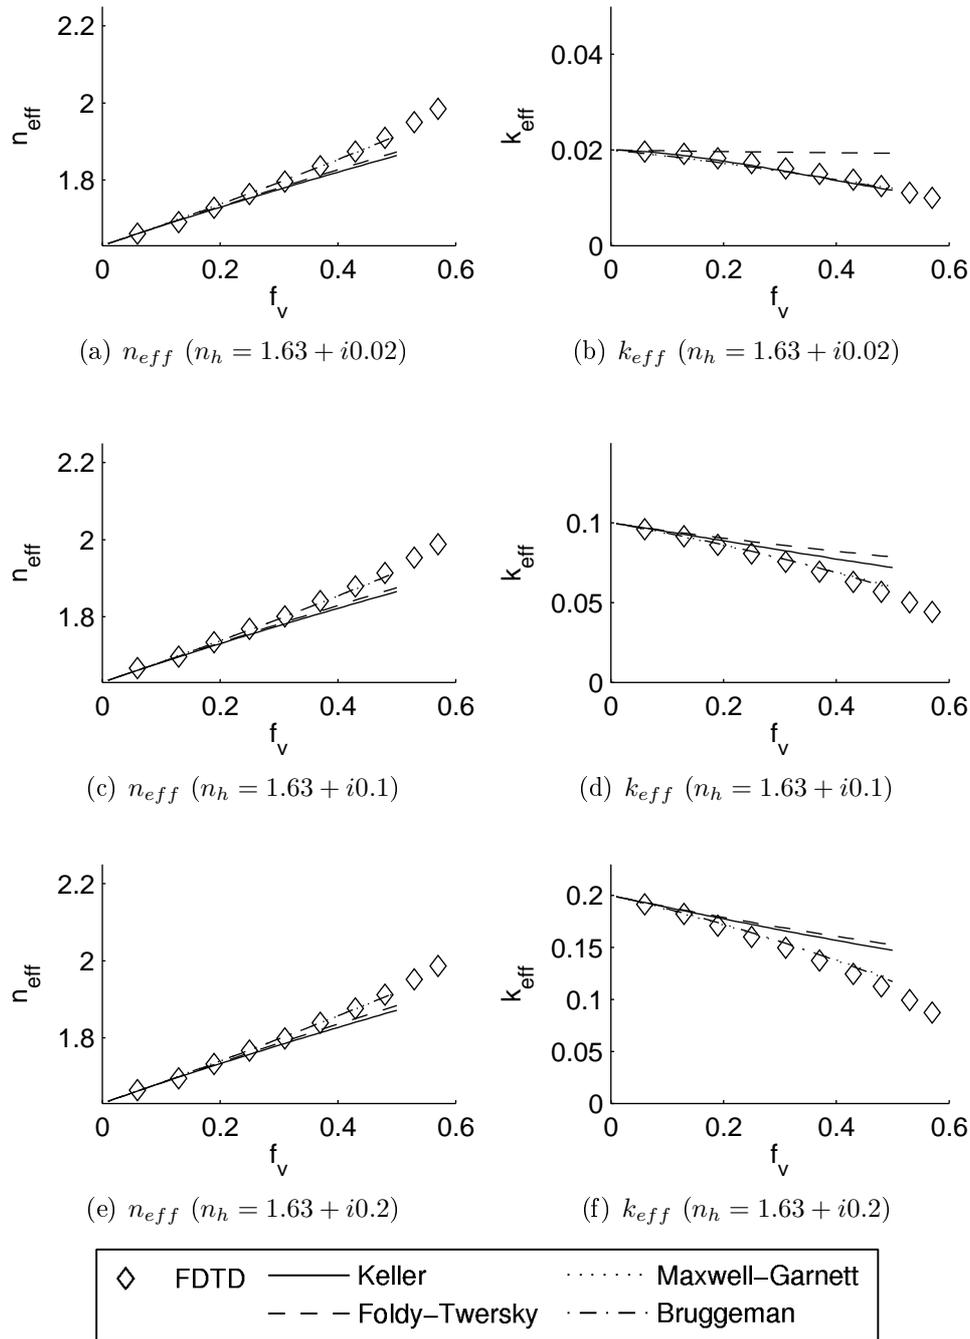 2.2
2
1.8
n_eff
0 0.2 0.4 0.6
f_v
(a) n_eff (n_h = 1.63 + i0.02)
0.04
0.02
0
k_eff
0 0.2 0.4 0.6
f_v
(b) k_eff (n_h = 1.63 + i0.02)
2.2
2
1.8
n_eff
0 0.2 0.4 0.6
f_v
(c) n_eff (n_h = 1.63 + i0.1)
0.1
0.05
0
k_eff
0 0.2 0.4 0.6
f_v
(d) k_eff (n_h = 1.63 + i0.1)
2.2
2
1.8
n_eff
0 0.2 0.4 0.6
f_v
(e) n_eff (n_h = 1.63 + i0.2)
0.2
0.15
0.1
0.05
0
k_eff
0 0.2 0.4 0.6
f_v
(f) k_eff (n_h = 1.63 + i0.2)
FDTD
Keller
Maxwell−Garnett
Foldy−Twersky
Bruggeman